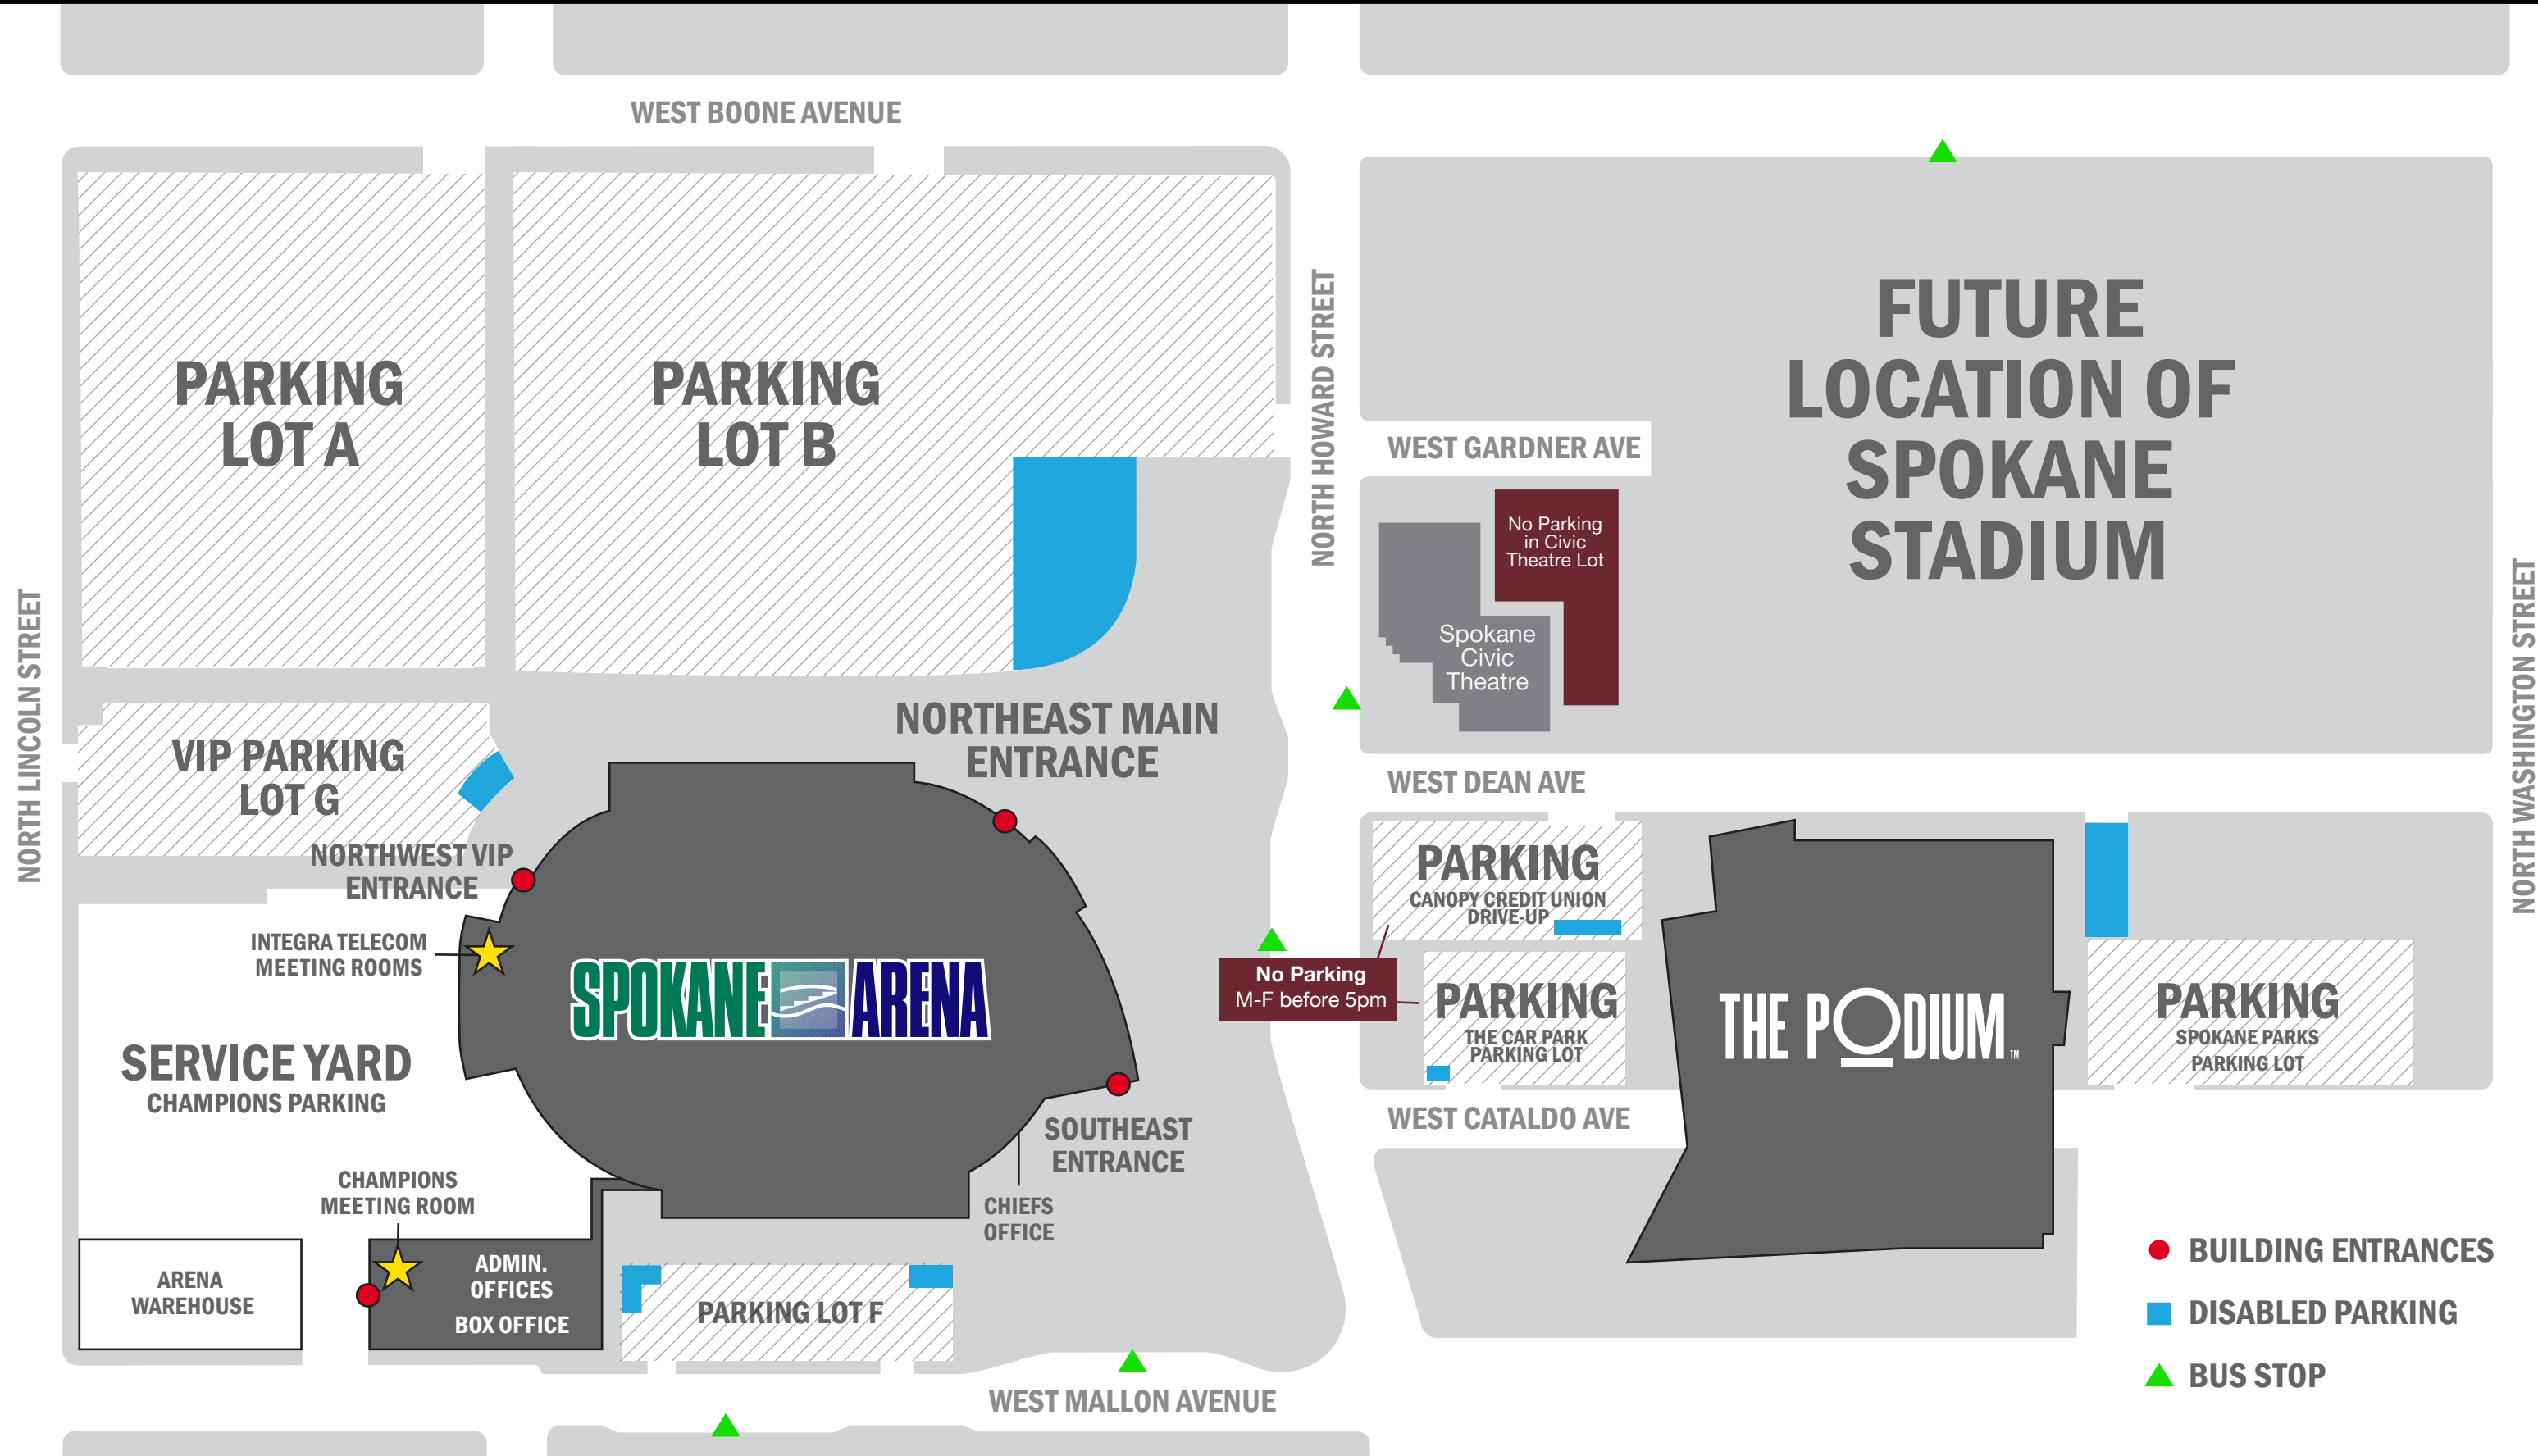 WEST BOONE AVENUE
PARKING
LOT A
PARKING
LOT B
NORTH HOWARD STREET
FUTURE
LOCATION OF
SPOKANE
STADIUM
WEST GARDNER AVE
No Parking
in Civic
Theatre Lot
Spokane
Civic
Theatre
NORTH LINCOLN STREET
NORTH WASHINGTON STREET
VIP PARKING
LOT G
NORTHEAST MAIN
ENTRANCE
WEST DEAN AVE
NORTHWEST VIP
ENTRANCE
INTEGRA TELECOM
MEETING ROOMS
SPOKANE ARENA
PARKING
CANOPY CREDIT UNION
DRIVE-UP
No Parking
M-F before 5pm
PARKING
THE CAR PARK
PARKING LOT
THE PODIUM™
PARKING
SPOKANE PARKS
PARKING LOT
SERVICE YARD
CHAMPIONS PARKING
SOUTHEAST
ENTRANCE
WEST CATALDO AVE
CHAMPIONS
MEETING ROOM
CHIEFS
OFFICE
ARENA
WAREHOUSE
ADMIN.
OFFICES
BOX OFFICE
PARKING LOT F
WEST MALLON AVENUE
BUILDING ENTRANCES
DISABLED PARKING
BUS STOP